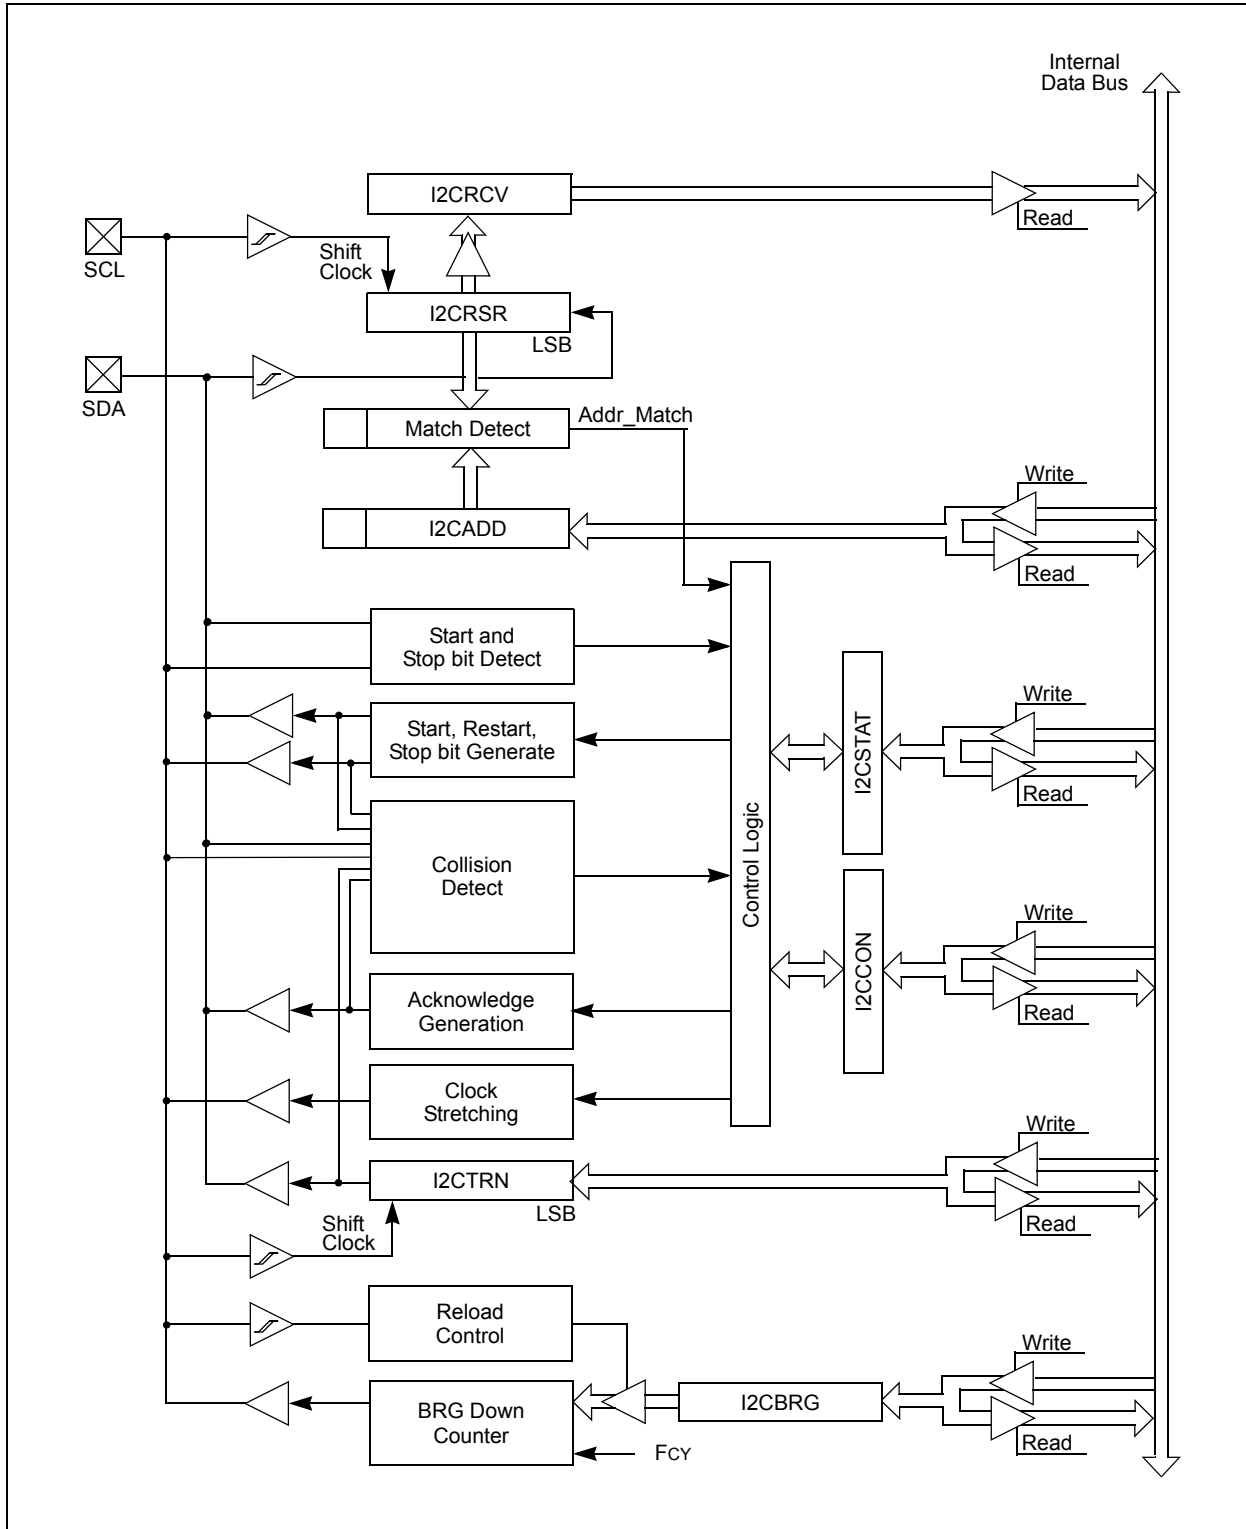 Internal
Data Bus
I2CRCV
Read
SCL
Shift
Clock
I2CRSR
LSB
SDA
Addr_Match
Match Detect
Write
I2CADD
Read
Start and
Stop bit Detect
Write
Start, Restart,
Stop bit Generate
I2CSTAT
Read
Control Logic
Collision
Detect
Write
I2CCON
Acknowledge
Generation
Read
Clock
Stretching
Write
I2CTRN
LSB
Read
Shift
Clock
Reload
Control
Write
I2CBRG
BRG Down
Counter
Read
FCY